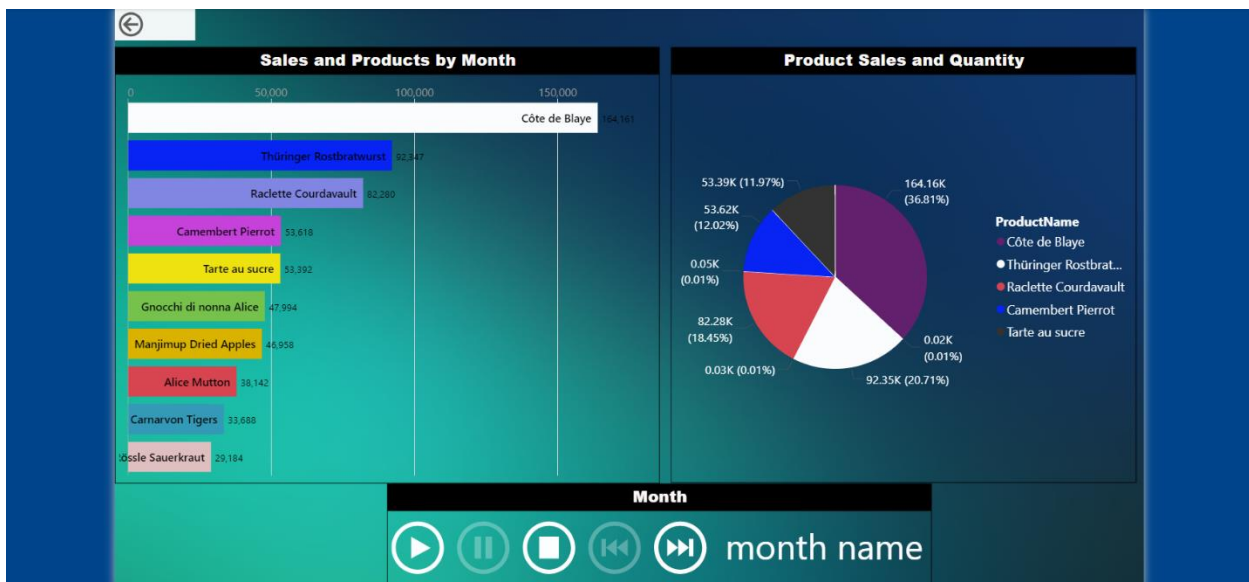 Sales and Products by Month
0 50,000 100,000 150,000
Côte de Blaye 164,161
Thüringer Rostbratwurst 92,347
Raclette Courdavault 82,280
Camembert Pierrot 53,618
Tarte au sucre 53,392
Gnocchi di nonna Alice 47,994
Manjimup Dried Apples 46,958
Alice Mutton 38,142
Carnarvon Tigers 33,688
össle Sauerkraut 29,184
Product Sales and Quantity
53.39K (11.97%)
164.16K
(36.81%)
53.62K
(12.02%)
0.05K
(0.01%)
82.28K
(18.45%)
0.03K (0.01%)
92.35K (20.71%)
0.02K
(0.01%)
ProductName
Côte de Blaye
Thüringer Rostbrat...
Raclette Courdavault
Camembert Pierrot
Tarte au sucre
Month
month name